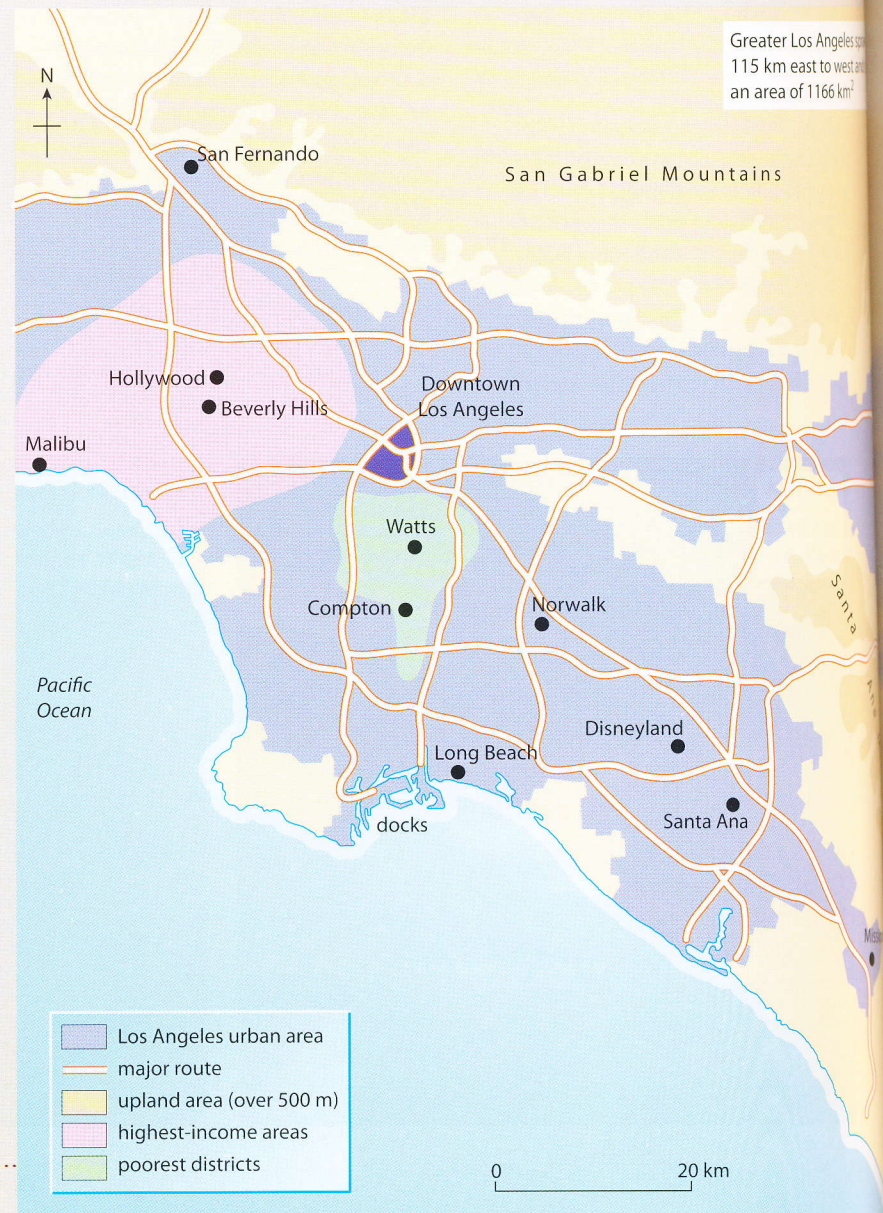 Greater Los Angeles
115 km east to west
an area of 1166 km²
N
San Fernando
San Gabriel Mountains
Hollywood
Beverly Hills
Downtown
Los Angeles
Malibu
Watts
Compton
Norwalk
Santa
Ana
Pacific
Ocean
Disneyland
Long Beach
Santa Ana
docks
Los Angeles urban area
major route
upland area (over 500 m)
highest-income areas
poorest districts
0 20 km